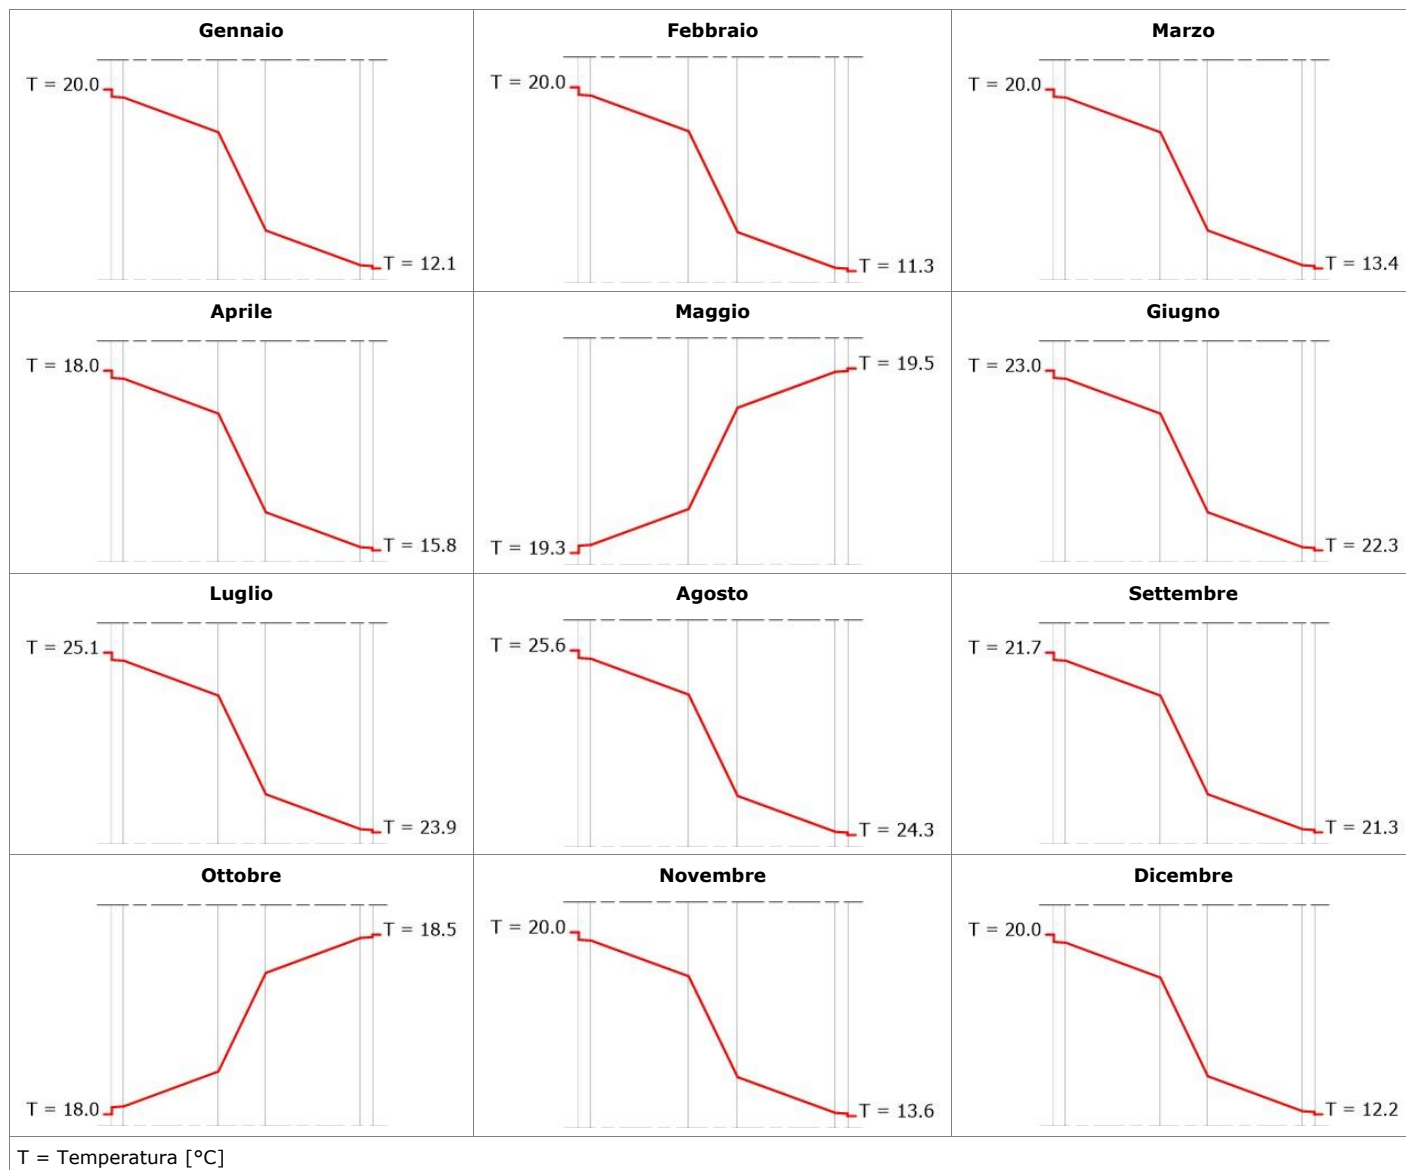 Gennaio
Febbraio
Marzo
T = 20.0
T = 12.1
T = 20.0
T = 11.3
T = 20.0
T = 13.4
Aprile
Maggio
Giugno
T = 18.0
T = 15.8
T = 19.3
T = 19.5
T = 23.0
T = 22.3
Luglio
Agosto
Settembre
T = 25.1
T = 23.9
T = 25.6
T = 24.3
T = 21.7
T = 21.3
Ottobre
Novembre
Dicembre
T = 18.0
T = 18.5
T = 20.0
T = 13.6
T = 20.0
T = 12.2
T = Temperatura [°C]